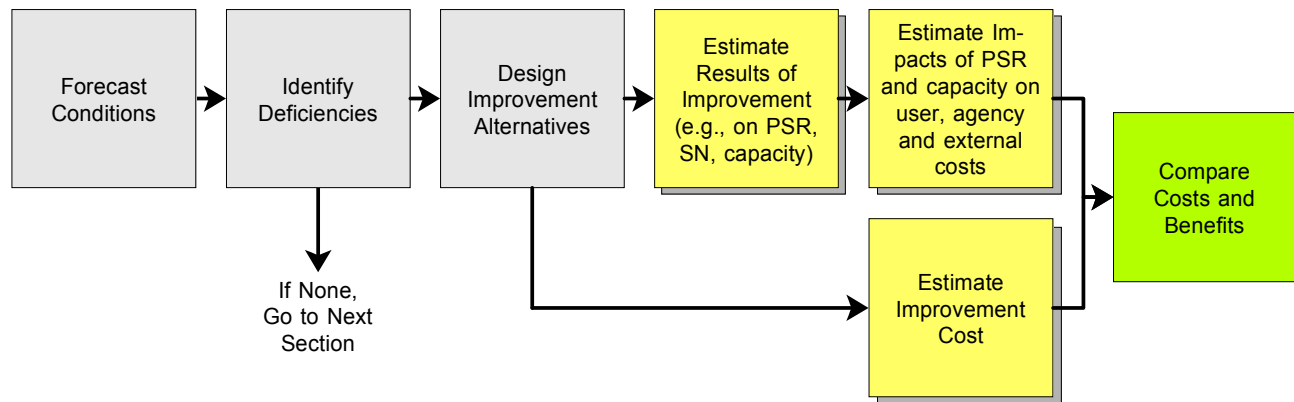 Forecast
Conditions
Identify
Deficiencies
Design
Improvement
Alternatives
Estimate
Results of
Improvement
(e.g., on PSR,
SN, capacity)
Estimate Im-
pacts of PSR
and capacity on
user, agency
and external
costs
Compare
Costs and
Benefits
If None,
Go to Next
Section
Estimate
Improvement
Cost